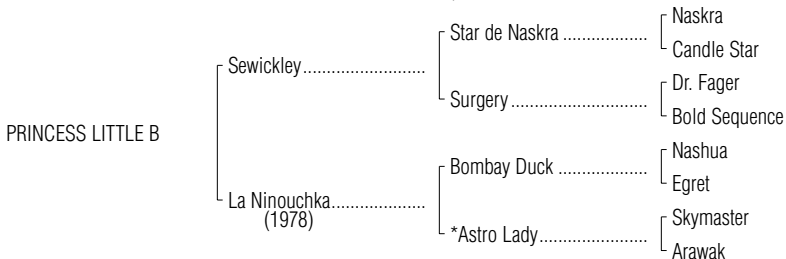 Naskra
Star de Naskra ..................
Candle Star
Sewickley..........................
Dr. Fager
Surgery.............................
Bold Sequence
PRINCESS LITTLE B
Nashua
Bombay Duck ...................
Egret
La Ninouchka....................
(1978)
Skymaster
*Astro Lady.......................
Arawak